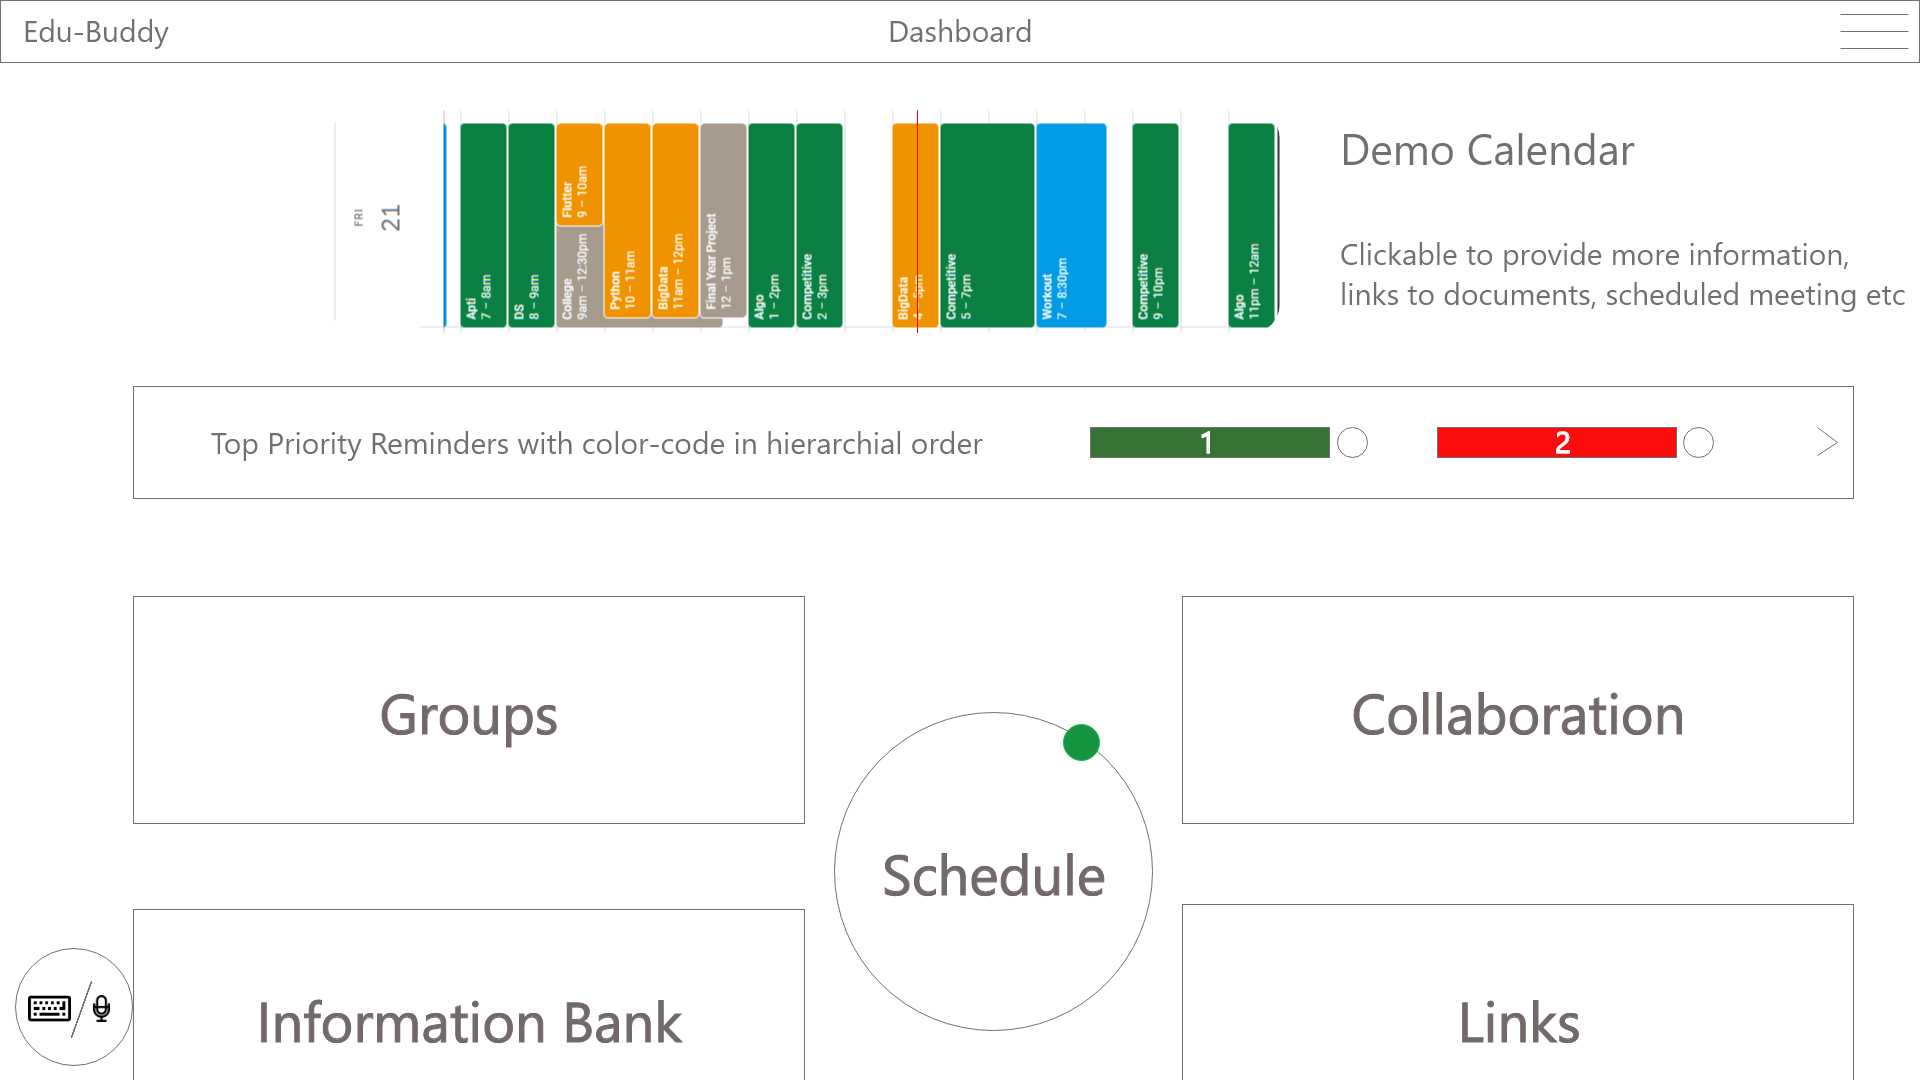 Edu-Buddy
Dashboard
FRI
21
Apti
7 – 8am
DS
8 – 9am
Flutter
9 – 10am
College
9am – 12:30pm
Python
10 – 11am
BigData
11am – 12pm
Final Year Project
12 – 1pm
Algo
1 – 2pm
Competitive
2 – 3pm
BigData
4 – 5pm
Competitive
5 – 7pm
Workout
7 – 8:30pm
Competitive
9 – 10pm
Algo
11pm – 12am
Demo Calendar
Clickable to provide more information,
links to documents, scheduled meeting etc
Top Priority Reminders with color-code in hierarchial order
1
2
Groups
Collaboration
Schedule
Information Bank
Links